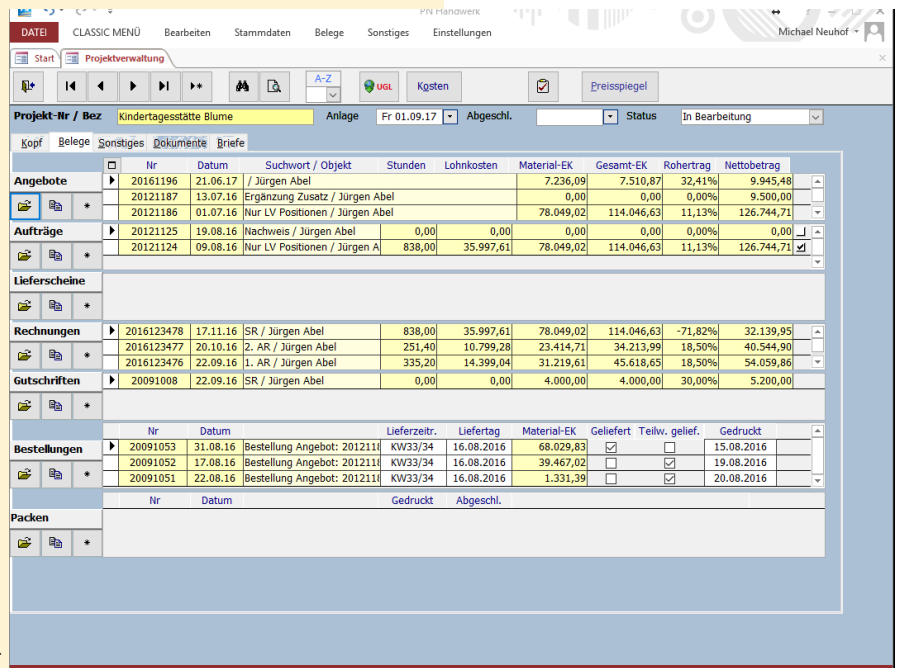 PN Handwerk
DATEI CLASSIC MENÜ Bearbeiten Stammdaten Belege Sonstiges Einstellungen Michael Neuhof
Start Projektverwaltung
A-Z
UGL Kosten Preisspiegel
Projekt-Nr / Bez Kindertagesstätte Blume Anlage Fr 01.09.17 Abgeschl. Status In Bearbeitung
Kopf Belege Sonstiges Dokumente Briefe
Nr Datum Suchwort / Objekt Stunden Lohnkosten Material-EK Gesamt-EK Rohertrag Nettobetrag
Angebote 20161196 21.06.17 / Jürgen Abel 7.236,09 7.510,87 32,41% 9.945,48
20121187 13.07.16 Ergänzung Zusatz / Jürgen Abel 0,00 0,00 0,00% 9.500,00
* 20121186 01.07.16 Nur LV Positionen / Jürgen Abel 78.049,02 114.046,63 11,13% 126.744,71
Aufträge 20121125 19.08.16 Nachweis / Jürgen Abel 0,00 0,00 0,00 0,00 0,00% 0,00
20121124 09.08.16 Nur LV Positionen / Jürgen A 838,00 35.997,61 78.049,02 114.046,63 11,13% 126.744,71
*
Lieferscheine
*
Rechnungen 2016123478 17.11.16 SR / Jürgen Abel 838,00 35.997,61 78.049,02 114.046,63 -71,82% 32.139,95
2016123477 20.10.16 2. AR / Jürgen Abel 251,40 10.799,28 23.414,71 34.213,99 18,50% 40.544,90
* 2016123476 22.09.16 1. AR / Jürgen Abel 335,20 14.399,04 31.219,61 45.618,65 18,50% 54.059,86
Gutschriften 20091008 22.09.16 SR / Jürgen Abel 0,00 0,00 4.000,00 4.000,00 30,00% 5.200,00
*
Nr Datum Lieferzeitr. Liefertag Material-EK Geliefert Teilw. gelief. Gedruckt
Bestellungen 20091053 31.08.16 Bestellung Angebot: 2012118 KW33/34 16.08.2016 68.029,83 15.08.2016
20091052 17.08.16 Bestellung Angebot: 2012118 KW33/34 16.08.2016 39.467,02 19.08.2016
* 20091051 22.08.16 Bestellung Angebot: 2012118 KW33/34 16.08.2016 1.331,39 20.08.2016
Nr Datum Gedruckt Abgeschl.
Packen
*